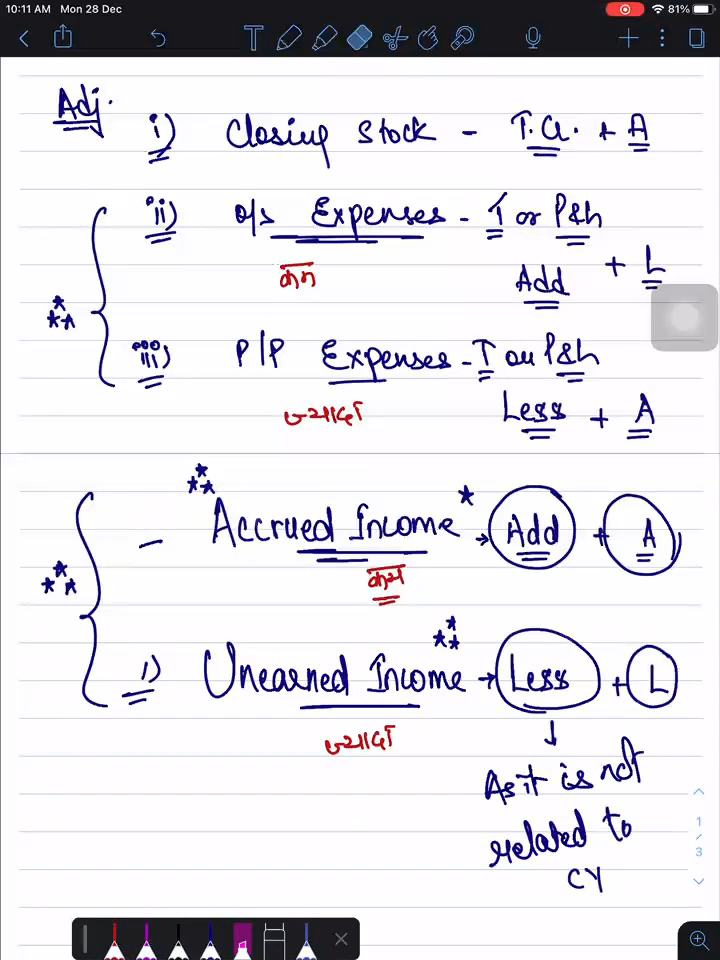 10:11 AM Mon 28 Dec 81%
Adj.
i) Closing Stock - T.a. + A
ii) o/s Expenses - T or P&L
कम Add + L
iii) P/P Expenses - T or P&L
ज्यादा Less + A
- Accrued Income → Add + A
कम
i) Unearned Income → Less + L
ज्यादा
As it is not
related to
CY
1
/
3